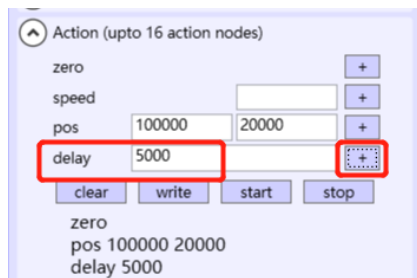 Action (upto 16 action nodes)
zero +
speed +
pos 100000 20000 +
delay 5000 +
clear write start stop
zero
pos 100000 20000
delay 5000